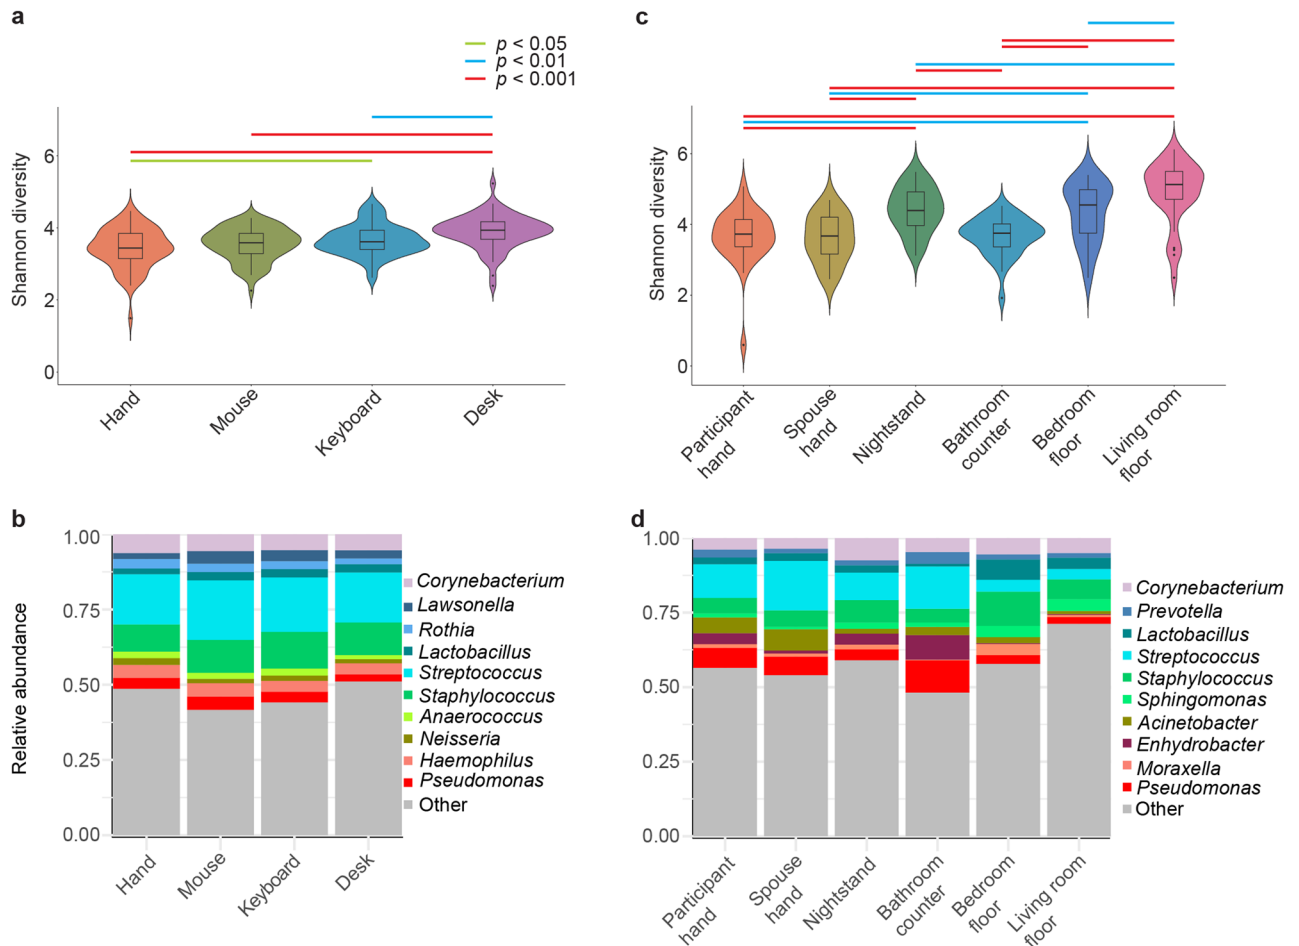 a
p < 0.05
p < 0.01
p < 0.001
Shannon diversity
6
4
2
0
Hand
Mouse
Keyboard
Desk
c
Shannon diversity
6
4
2
0
Participant
hand
Spouse
hand
Nightstand
Bathroom
counter
Bedroom
floor
Living room
floor
b
Relative abundance
1.00
0.75
0.50
0.25
0.00
Hand
Mouse
Keyboard
Desk
Corynebacterium
Lawsonella
Rothia
Lactobacillus
Streptococcus
Staphylococcus
Anaerococcus
Neisseria
Haemophilus
Pseudomonas
Other
d
1.00
0.75
0.50
0.25
0.00
Participant
hand
Spouse
hand
Nightstand
Bathroom
counter
Bedroom
floor
Living room
floor
Corynebacterium
Prevotella
Lactobacillus
Streptococcus
Staphylococcus
Sphingomonas
Acinetobacter
Enhydrobacter
Moraxella
Pseudomonas
Other